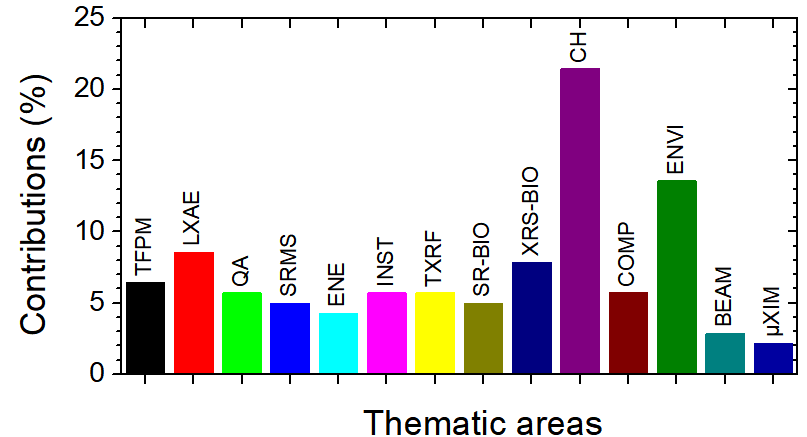 Contributions (%)
25
20
15
10
5
0
TFPM
LXAE
QA
SRMS
ENE
INST
TXRF
SR-BIO
XRS-BIO
CH
COMP
ENVI
BEAM
µXIM
Thematic areas